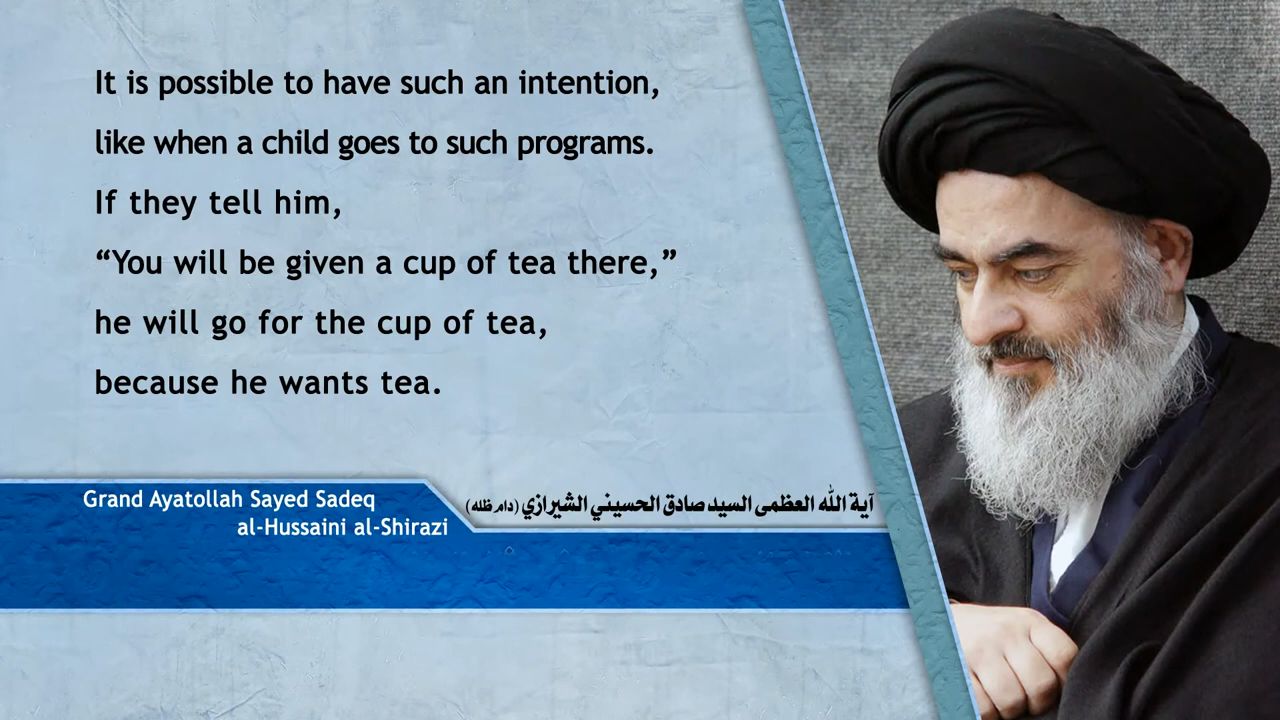 It is possible to have such an intention,
like when a child goes to such programs.
If they tell him,
“You will be given a cup of tea there,”
he will go for the cup of tea,
because he wants tea.
Grand Ayatollah Sayed Sadeq
al-Hussaini al-Shirazi
آية الله العظمى السيد صادق الحسيني الشيرازي (دام ظله)